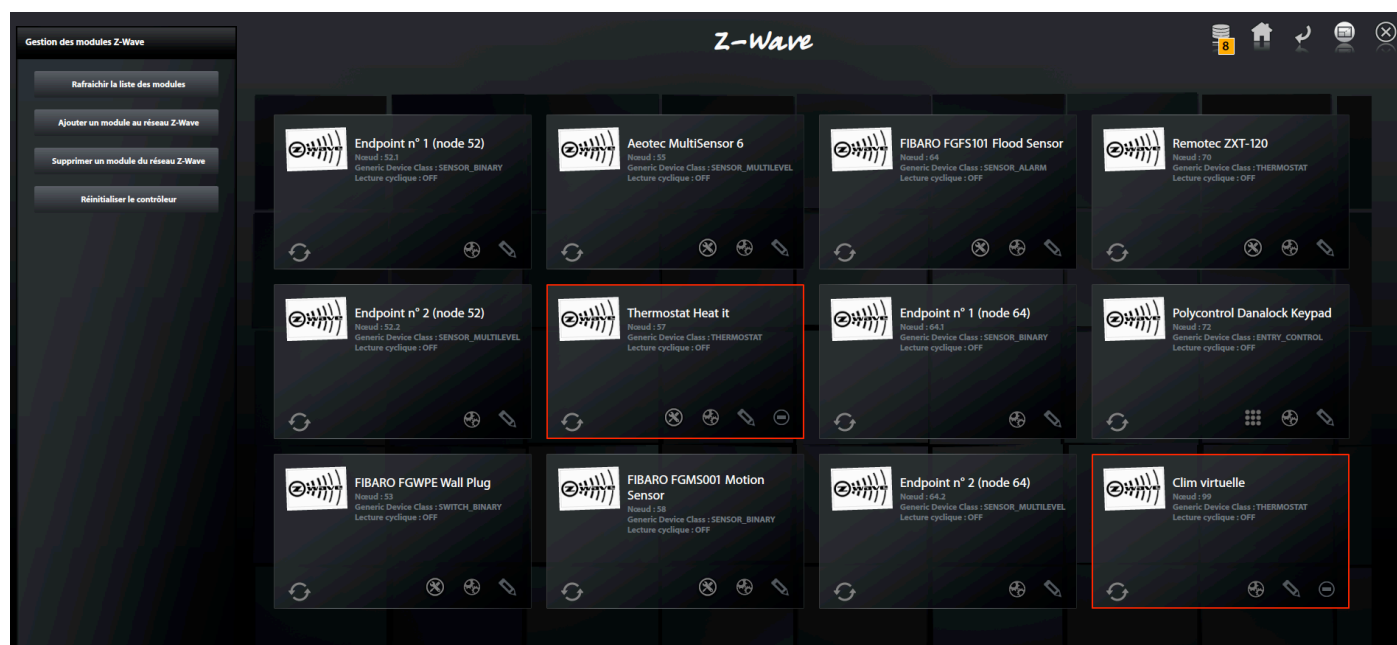 Gestion des modules Z-Wave
Rafraichir la liste des modules
Ajouter un module au réseau Z-Wave
Supprimer un module du réseau Z-Wave
Réinitialiser le contrôleur
Z-Wave
8
Endpoint n° 1 (node 52)
Nœud : 52.1
Generic Device Class : SENSOR_BINARY
Lecture cyclique : OFF
Aeotec MultiSensor 6
Nœud : 55
Generic Device Class : SENSOR_MULTILEVEL
Lecture cyclique : OFF
FIBARO FGFS101 Flood Sensor
Nœud : 64
Generic Device Class : SENSOR_ALARM
Lecture cyclique : OFF
Remotec ZXT-120
Nœud : 70
Generic Device Class : THERMOSTAT
Lecture cyclique : OFF
Endpoint n° 2 (node 52)
Nœud : 52.2
Generic Device Class : SENSOR_MULTILEVEL
Lecture cyclique : OFF
Thermostat Heat it
Nœud : 57
Generic Device Class : THERMOSTAT
Lecture cyclique : OFF
Endpoint n° 1 (node 64)
Nœud : 64.1
Generic Device Class : SENSOR_BINARY
Lecture cyclique : OFF
Polycontrol Danalock Keypad
Nœud : 72
Generic Device Class : ENTRY_CONTROL
Lecture cyclique : OFF
FIBARO FGWPE Wall Plug
Nœud : 53
Generic Device Class : SWITCH_BINARY
Lecture cyclique : OFF
FIBARO FGMS001 Motion
Sensor
Nœud : 58
Generic Device Class : SENSOR_BINARY
Lecture cyclique : OFF
Endpoint n° 2 (node 64)
Nœud : 64.2
Generic Device Class : SENSOR_MULTILEVEL
Lecture cyclique : OFF
Clim virtuelle
Nœud : 99
Generic Device Class : THERMOSTAT
Lecture cyclique : OFF